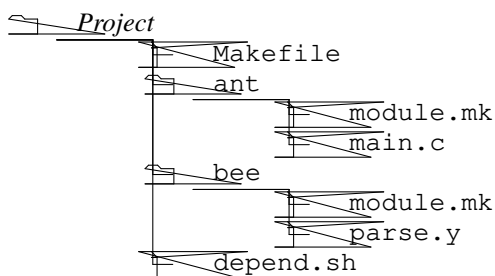 Project
Makefile
ant
module.mk
main.c
bee
module.mk
parse.y
depend.sh